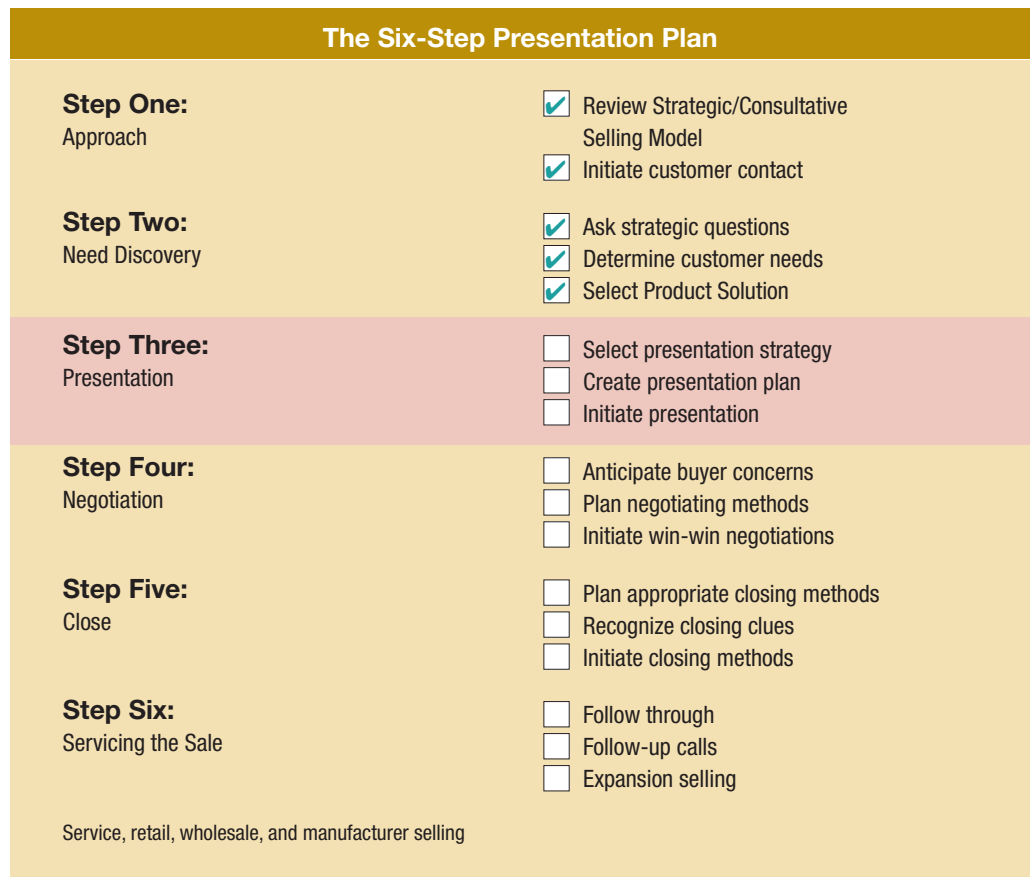 The Six-Step Presentation Plan
Step One:
Approach
Review Strategic/Consultative
Selling Model
Initiate customer contact
Step Two:
Need Discovery
Ask strategic questions
Determine customer needs
Select Product Solution
Step Three:
Presentation
Select presentation strategy
Create presentation plan
Initiate presentation
Step Four:
Negotiation
Anticipate buyer concerns
Plan negotiating methods
Initiate win-win negotiations
Step Five:
Close
Plan appropriate closing methods
Recognize closing clues
Initiate closing methods
Step Six:
Servicing the Sale
Follow through
Follow-up calls
Expansion selling
Service, retail, wholesale, and manufacturer selling